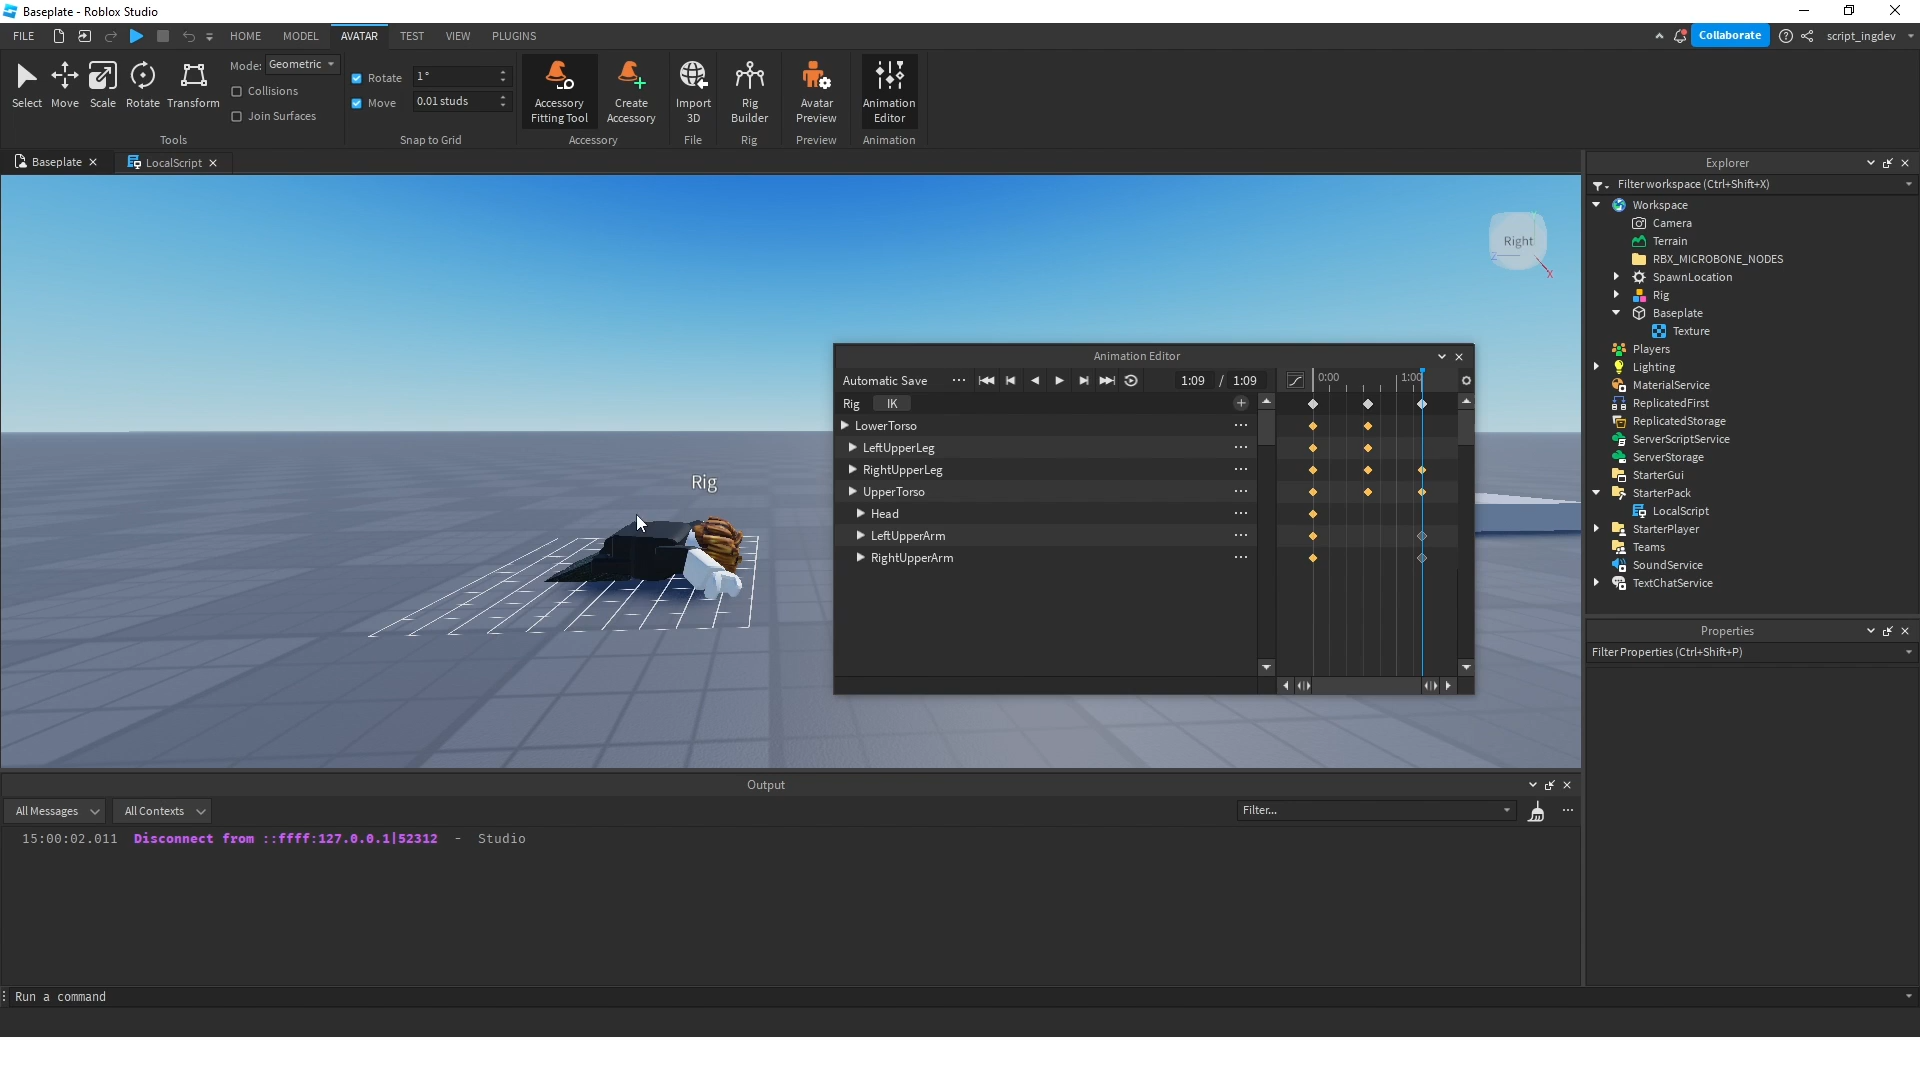 Baseplate - Roblox Studio
FILE HOME MODEL AVATAR TEST VIEW PLUGINS Collaborate script_ingdev
Select Move Scale Rotate Transform
Mode: Geometric
Collisions
Join Surfaces
Tools
Rotate 1°
Move 0.01 studs
Snap to Grid
Accessory Fitting Tool
Create Accessory
Accessory
Import 3D
File
Rig Builder
Rig
Avatar Preview
Preview
Animation Editor
Animation
Baseplate
LocalScript
Right
Z
X
Rig
Animation Editor
Automatic Save 1:09 / 1:09 0:00 1:00
Rig IK
LowerTorso
LeftUpperLeg
RightUpperLeg
UpperTorso
Head
LeftUpperArm
RightUpperArm
Explorer
Filter workspace (Ctrl+Shift+X)
Workspace
Camera
Terrain
RBX_MICROBONE_NODES
SpawnLocation
Rig
Baseplate
Texture
Players
Lighting
MaterialService
ReplicatedFirst
ReplicatedStorage
ServerScriptService
ServerStorage
StarterGui
StarterPack
LocalScript
StarterPlayer
Teams
SoundService
TextChatService
Properties
Filter Properties (Ctrl+Shift+P)
Output
All Messages All Contexts Filter...
15:00:02.011 Disconnect from ::ffff:127.0.0.1|52312 - Studio
Run a command